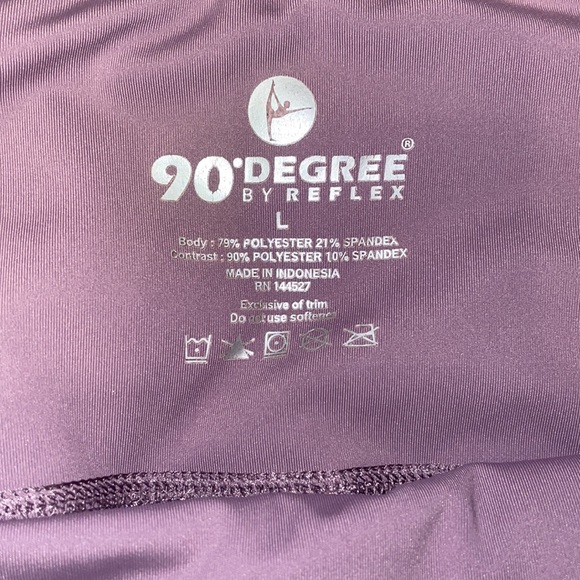 90° DEGREE®
BY REFLEX
L
Body : 79% POLYESTER 21% SPANDEX
Contrast : 90% POLYESTER 10% SPANDEX
MADE IN INDONESIA
RN 144527
Exclusive of trim
Do not use softener